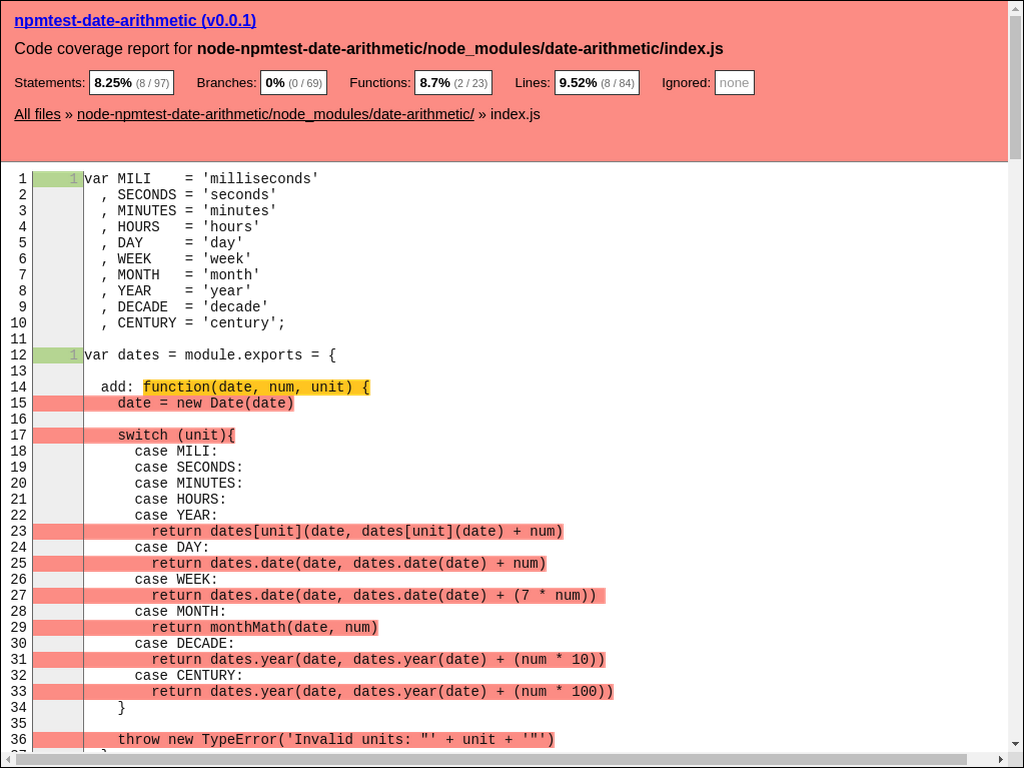 npmtest-date-arithmetic (v0.0.1)
Code coverage report for node-npmtest-date-arithmetic/node_modules/date-arithmetic/index.js
Statements: 8.25% (8 / 97) Branches: 0% (0 / 69) Functions: 8.7% (2 / 23) Lines: 9.52% (8 / 84) Ignored: none
All files » node-npmtest-date-arithmetic/node_modules/date-arithmetic/ » index.js
1 1 var MILI    = 'milliseconds'
2   , SECONDS = 'seconds'
3   , MINUTES = 'minutes'
4   , HOURS   = 'hours'
5   , DAY     = 'day'
6   , WEEK    = 'week'
7   , MONTH   = 'month'
8   , YEAR    = 'year'
9   , DECADE  = 'decade'
10   , CENTURY = 'century';
11
12 1 var dates = module.exports = {
13
14   add: function(date, num, unit) {
15     date = new Date(date)
16
17     switch (unit){
18       case MILI:
19       case SECONDS:
20       case MINUTES:
21       case HOURS:
22       case YEAR:
23         return dates[unit](date, dates[unit](date) + num)
24       case DAY:
25         return dates.date(date, dates.date(date) + num)
26       case WEEK:
27         return dates.date(date, dates.date(date) + (7 * num))
28       case MONTH:
29         return monthMath(date, num)
30       case DECADE:
31         return dates.year(date, dates.year(date) + (num * 10))
32       case CENTURY:
33         return dates.year(date, dates.year(date) + (num * 100))
34     }
35
36     throw new TypeError('Invalid units: "' + unit + '"')